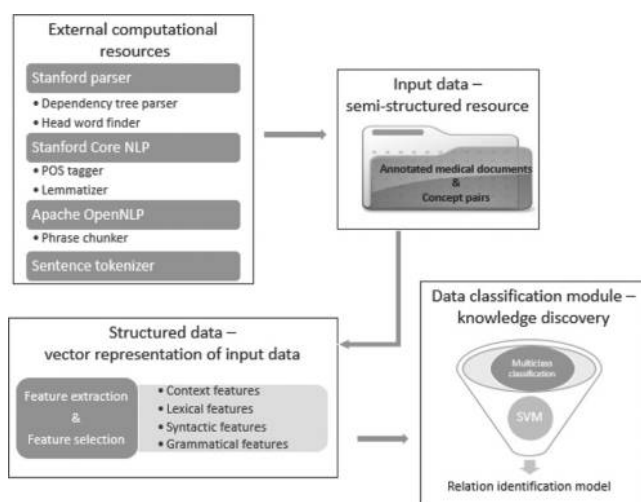 External computational
resources
Stanford parser
• Dependency tree parser
• Head word finder
Stanford Core NLP
• POS tagger
• Lemmatizer
Apache OpenNLP
• Phrase chunker
Sentence tokenizer
Input data –
semi-structured resource
Annotated medical documents
&
Concept pairs
Structured data –
vector representation of input data
Feature extraction
&
Feature selection
• Context features
• Lexical features
• Syntactic features
• Grammatical features
Data classification module –
knowledge discovery
Multiclass
classification
SVM
Relation identification model